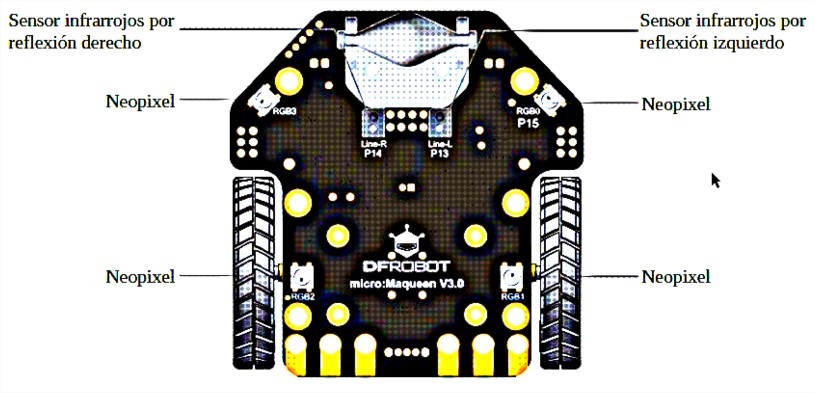 Sensor infrarrojos por
reflexión derecho
Sensor infrarrojos por
reflexión izquierdo
Neopixel
Neopixel
RGB3
RGB0
P15
Line-R
P14
Line-L
P13
DFROBOT
micro:Maqueen V3.0
Neopixel
Neopixel
RGB2
RGB1